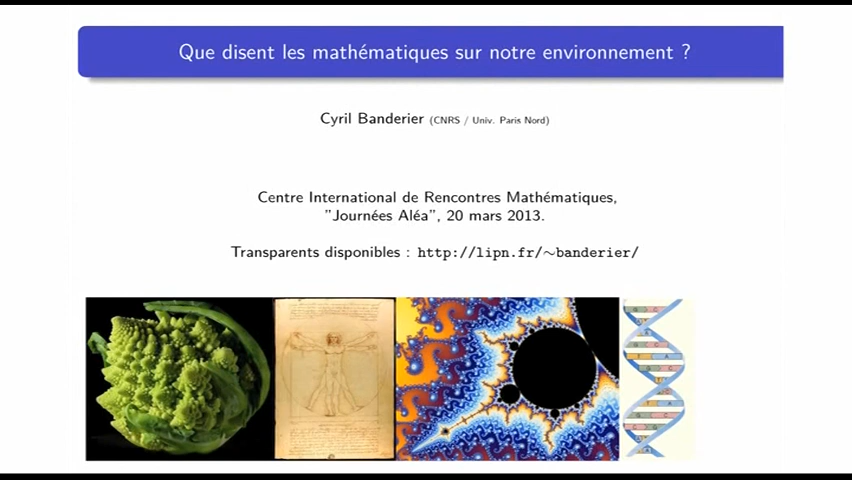 Que disent les mathématiques sur notre environnement ?
Cyril Banderier (CNRS / Univ. Paris Nord)
Centre International de Rencontres Mathématiques,
"Journées Aléa", 20 mars 2013.
Transparents disponibles : http://lipn.fr/~banderier/